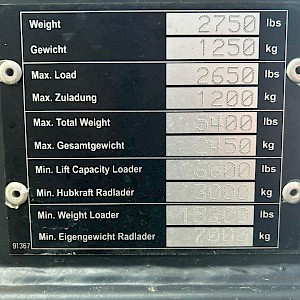 Weight 2750 lbs
Gewicht 1250 kg
Max. Load 2650 lbs
Max. Zuladung 1200 kg
Max. Total Weight 5400 lbs
Max. Gesamtgewicht 2450 kg
Min. Lift Capacity Loader 6600 lbs
Min. Hubkraft Radlader 3000 kg
Min. Weight Loader lbs
Min. Eigengewicht Radlader kg
91367